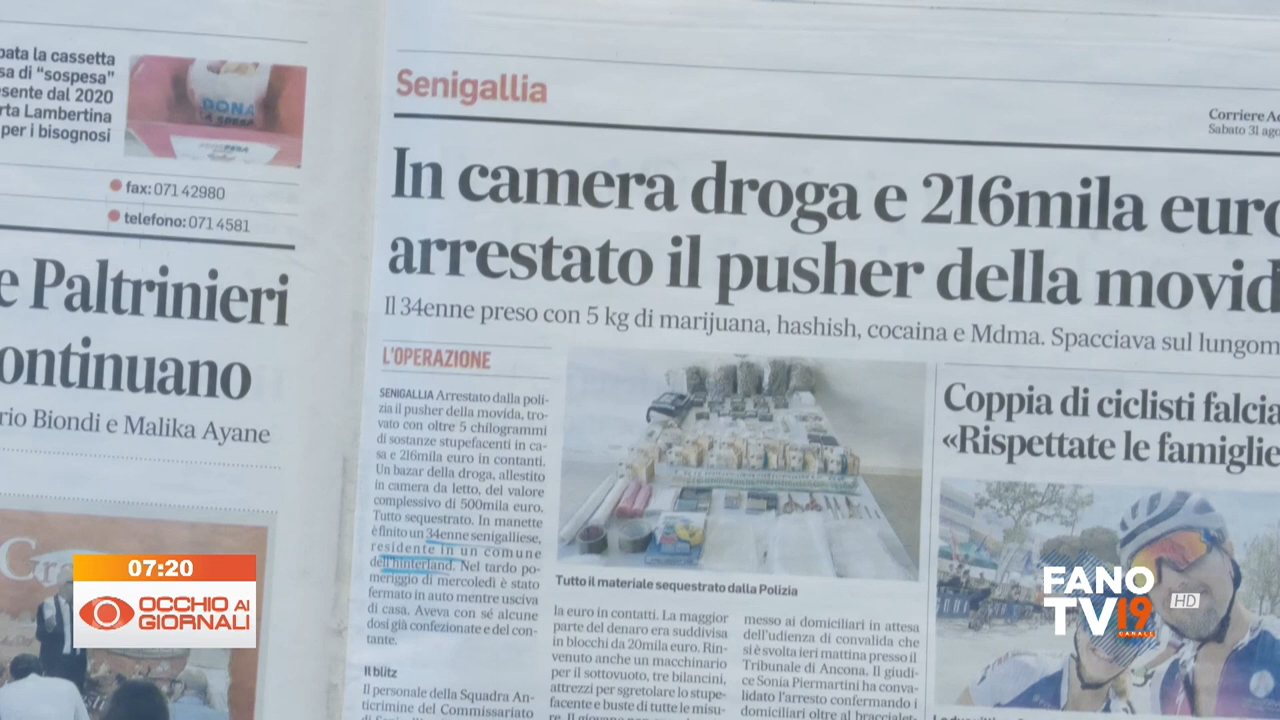 pata la cassetta
sa di "sospesa"
sente dal 2020
rta Lambertina
per i bisognosi
DONA
LA SPESA
fax: 071 42980
telefono: 071 4581
e Paltrinieri
ontinuano
rio Biondi e Malika Ayane
Senigallia
Corriere Ad
Sabato 31 ago
In camera droga e 216mila euro
arrestato il pusher della movid
Il 34enne preso con 5 kg di marijuana, hashish, cocaina e Mdma. Spacciava sul lungom
L'OPERAZIONE
SENIGALLIA Arrestato dalla poli-
zia il pusher della movida, tro-
vato con oltre 5 chilogrammi
di sostanze stupefacenti in ca-
sa e 216mila euro in contanti.
Un bazar della droga, allestito
in camera da letto, del valore
complessivo di 500mila euro.
Tutto sequestrato. In manette
è finito un 34enne senigalliese,
residente in un comune
dell'hinterland. Nel tardo po-
meriggio di mercoledì è stato
fermato in auto mentre usciva
di casa. Aveva con sé alcune
dosi già confezionate e del con-
tante.
Il blitz
Il personale della Squadra An-
ticrimine del Commissariato
Tutto il materiale sequestrato dalla Polizia
la euro in contatti. La maggior
parte del denaro era suddivisa
in blocchi da 20mila euro. Rin-
venuto anche un macchinario
per il sottovuoto, tre bilancini,
attrezzi per sgretolare lo stupe-
facente e buste di tutte le misu-
re. Il giovane
messo ai domiciliari in attesa
dell'udienza di convalida che
si è svolta ieri mattina presso il
Tribunale di Ancona. Il giudi-
ce Sonia Piermartini ha conva-
lidato l'arresto confermando i
domiciliari oltre al braccialet-
Coppia di ciclisti falcia
«Rispettate le famiglie
07:20
OCCHIO AI
GIORNALI
FANO
TV19
CANALE
HD